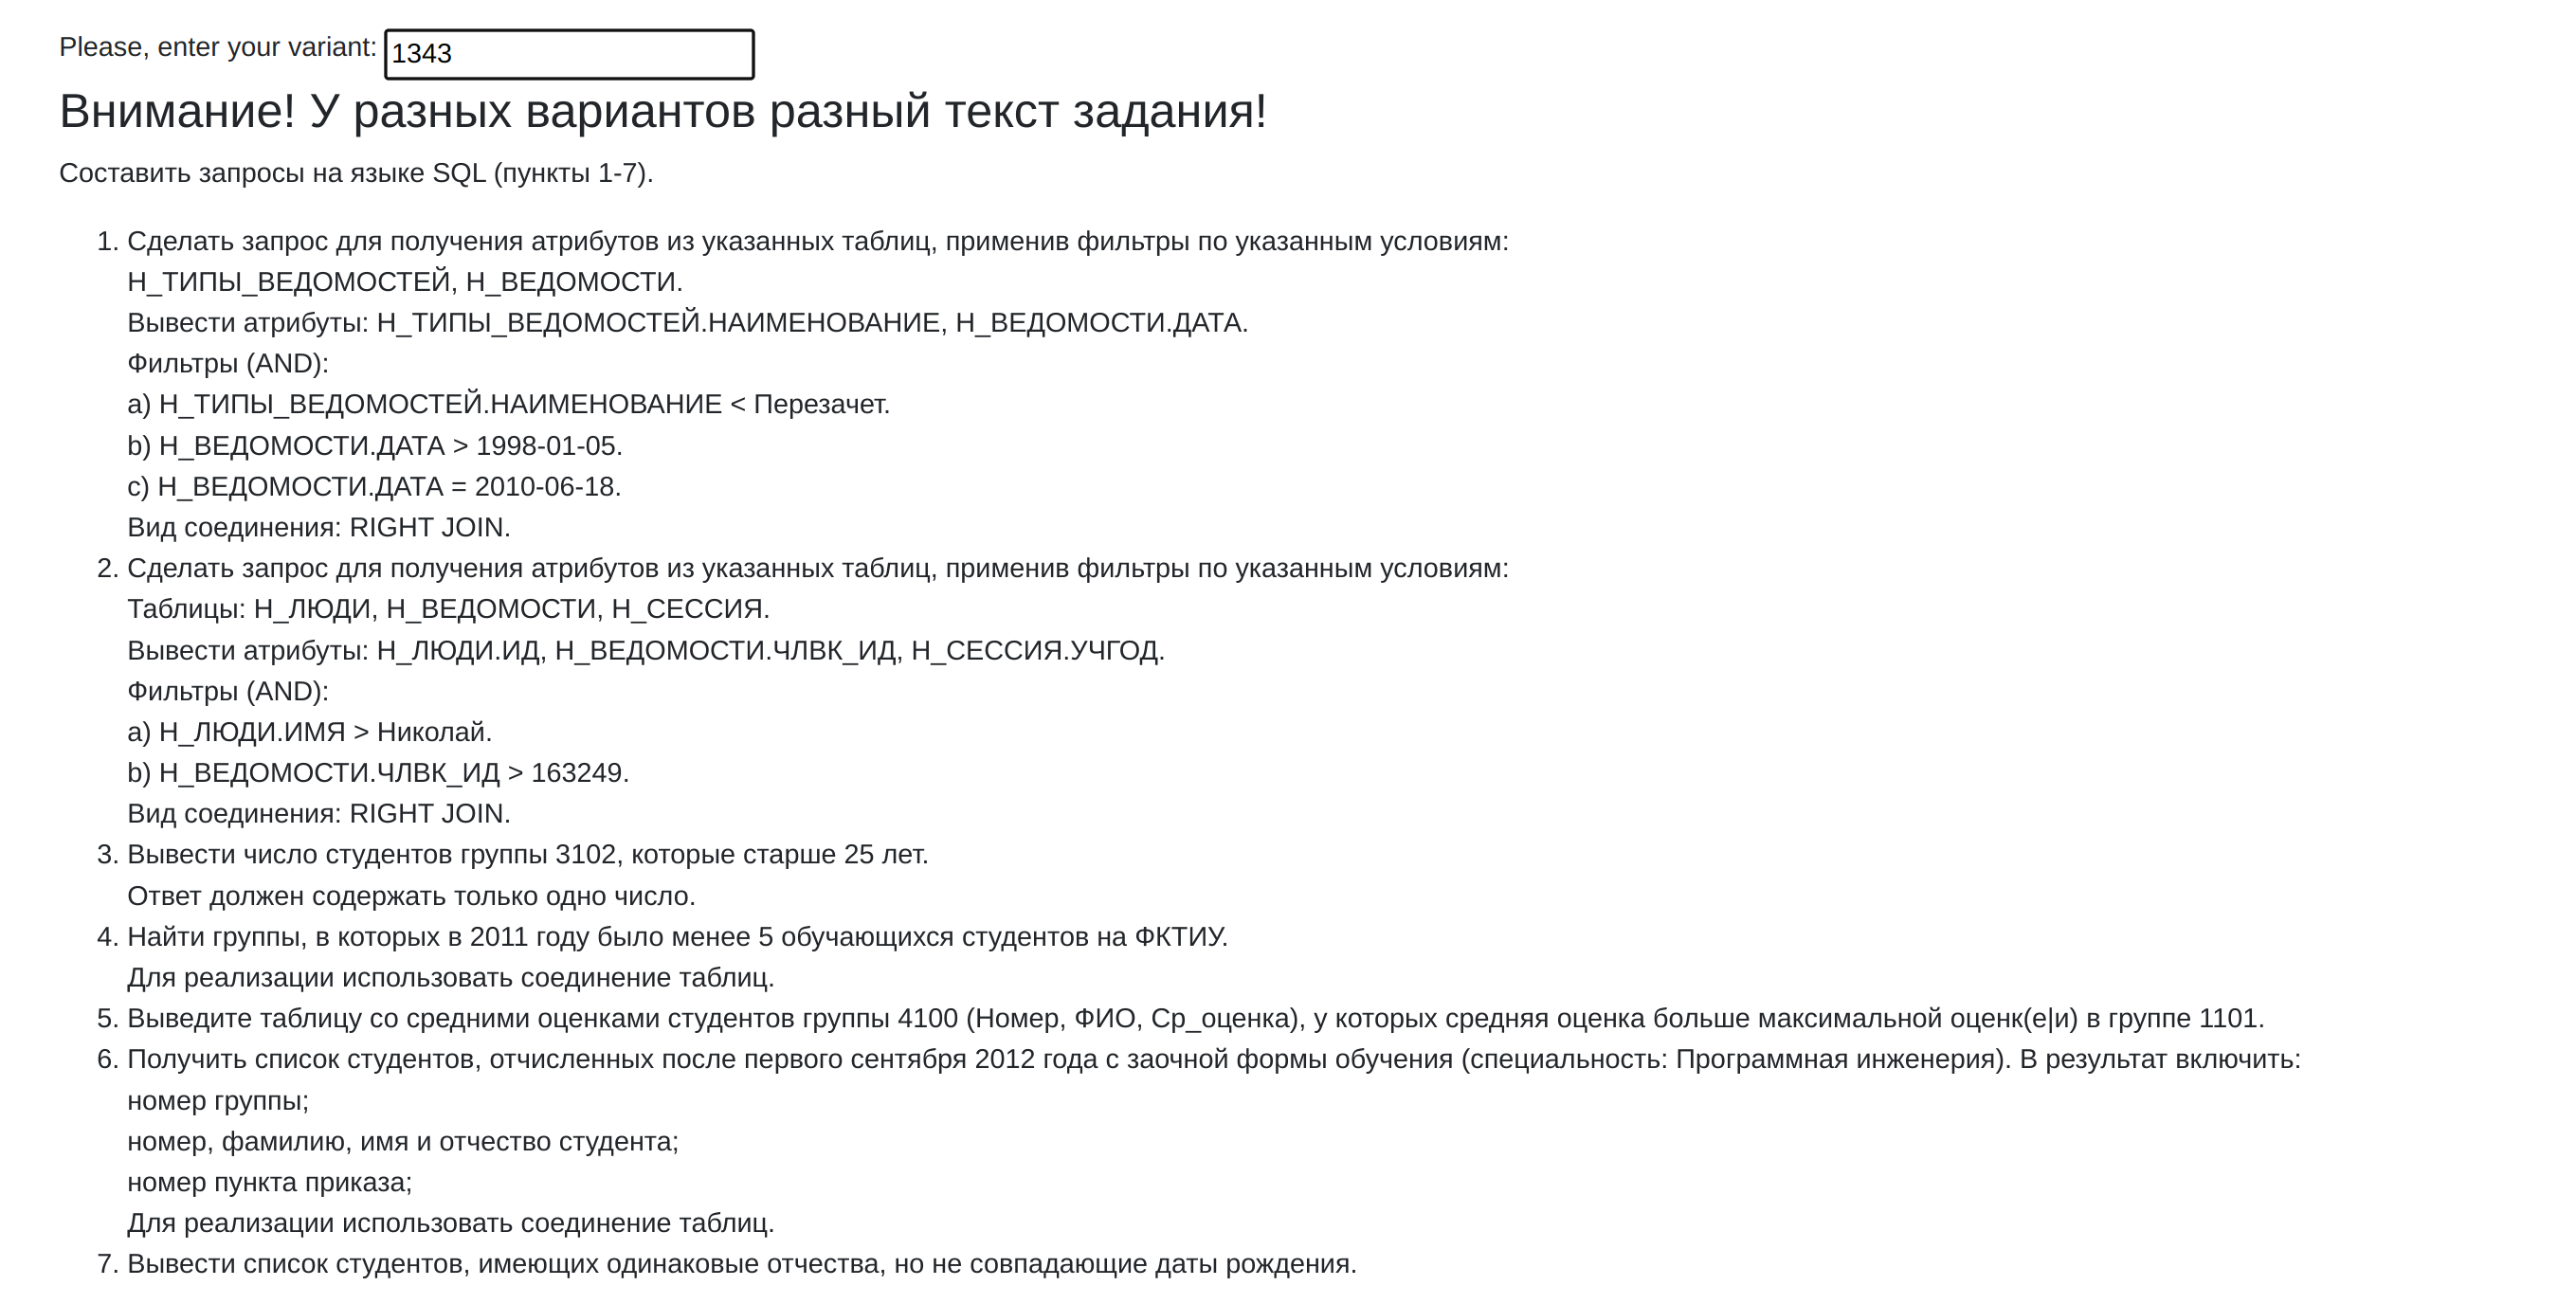 Please, enter your variant: 1343
Внимание! У разных вариантов разный текст задания!
Составить запросы на языке SQL (пункты 1-7).
1. Сделать запрос для получения атрибутов из указанных таблиц, применив фильтры по указанным условиям:
Н_ТИПЫ_ВЕДОМОСТЕЙ, Н_ВЕДОМОСТИ.
Вывести атрибуты: Н_ТИПЫ_ВЕДОМОСТЕЙ.НАИМЕНОВАНИЕ, Н_ВЕДОМОСТИ.ДАТА.
Фильтры (AND):
a) Н_ТИПЫ_ВЕДОМОСТЕЙ.НАИМЕНОВАНИЕ < Перезачет.
b) Н_ВЕДОМОСТИ.ДАТА > 1998-01-05.
c) Н_ВЕДОМОСТИ.ДАТА = 2010-06-18.
Вид соединения: RIGHT JOIN.
2. Сделать запрос для получения атрибутов из указанных таблиц, применив фильтры по указанным условиям:
Таблицы: Н_ЛЮДИ, Н_ВЕДОМОСТИ, Н_СЕССИЯ.
Вывести атрибуты: Н_ЛЮДИ.ИД, Н_ВЕДОМОСТИ.ЧЛВК_ИД, Н_СЕССИЯ.УЧГОД.
Фильтры (AND):
a) Н_ЛЮДИ.ИМЯ > Николай.
b) Н_ВЕДОМОСТИ.ЧЛВК_ИД > 163249.
Вид соединения: RIGHT JOIN.
3. Вывести число студентов группы 3102, которые старше 25 лет.
Ответ должен содержать только одно число.
4. Найти группы, в которых в 2011 году было менее 5 обучающихся студентов на ФКТИУ.
Для реализации использовать соединение таблиц.
5. Выведите таблицу со средними оценками студентов группы 4100 (Номер, ФИО, Ср_оценка), у которых средняя оценка больше максимальной оценк(е|и) в группе 1101.
6. Получить список студентов, отчисленных после первого сентября 2012 года с заочной формы обучения (специальность: Программная инженерия). В результат включить:
номер группы;
номер, фамилию, имя и отчество студента;
номер пункта приказа;
Для реализации использовать соединение таблиц.
7. Вывести список студентов, имеющих одинаковые отчества, но не совпадающие даты рождения.